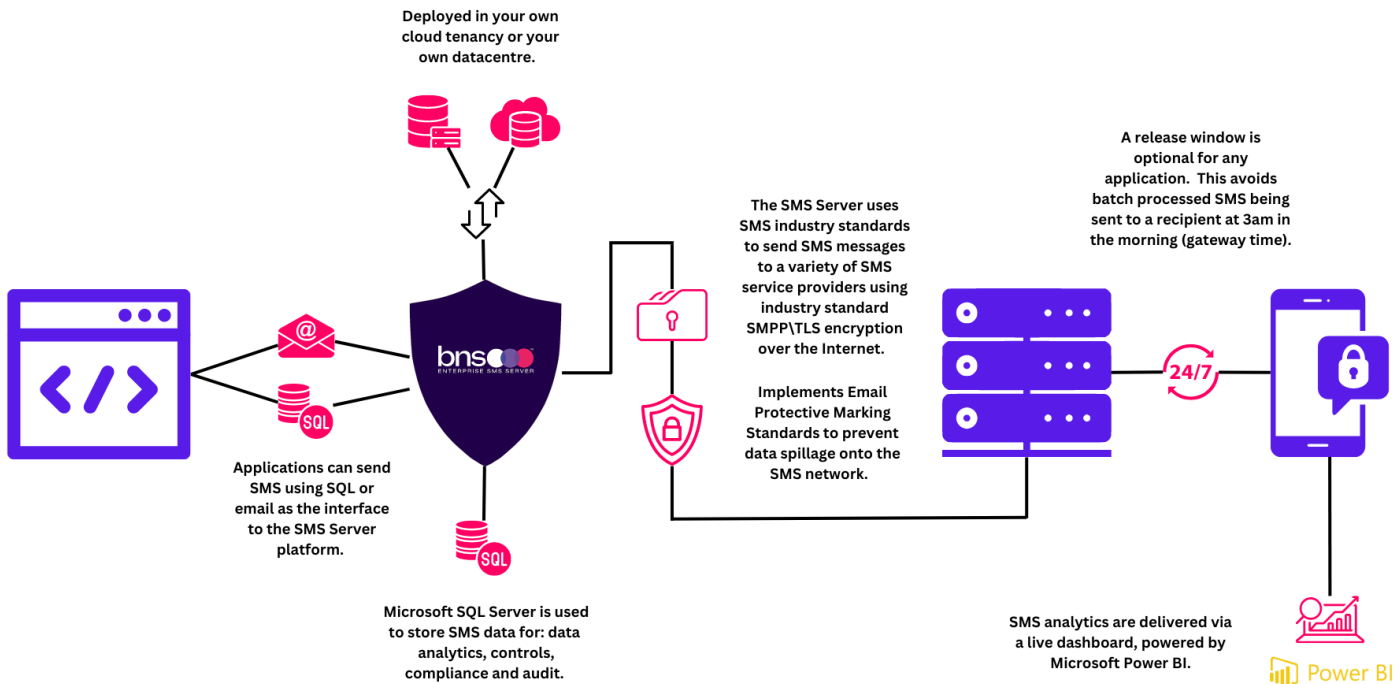 Deployed in your own
cloud tenancy or your
own datacentre.
A release window is
optional for any
application.  This avoids
batch processed SMS being
sent to a recipient at 3am in
the morning (gateway time).
The SMS Server uses
SMS industry standards
to send SMS messages
to a variety of SMS
service providers using
industry standard
SMPP\TLS encryption
over the Internet.
Implements Email
Protective Marking
Standards to prevent
data spillage onto the
SMS network.
</>
@
SQL
bns
ENTERPRISE SMS SERVER
24/7
Applications can send
SMS using SQL or
email as the interface
to the SMS Server
platform.
SQL
Microsoft SQL Server is used
to store SMS data for: data
analytics, controls,
compliance and audit.
SMS analytics are delivered via
a live dashboard, powered by
Microsoft Power BI.
Power BI